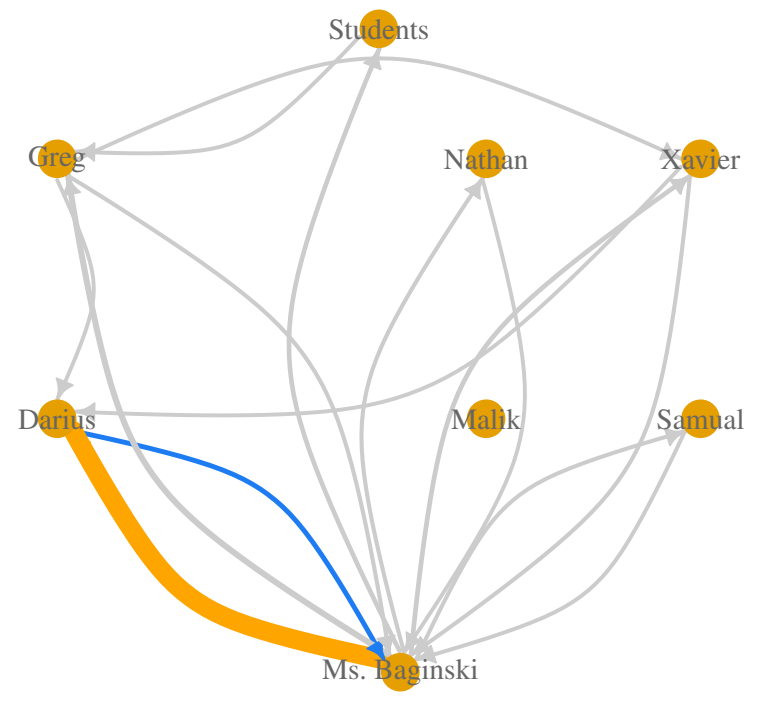 Students
Greg
Nathan
Xavier
Darius
Malik
Samual
Ms. Baginski